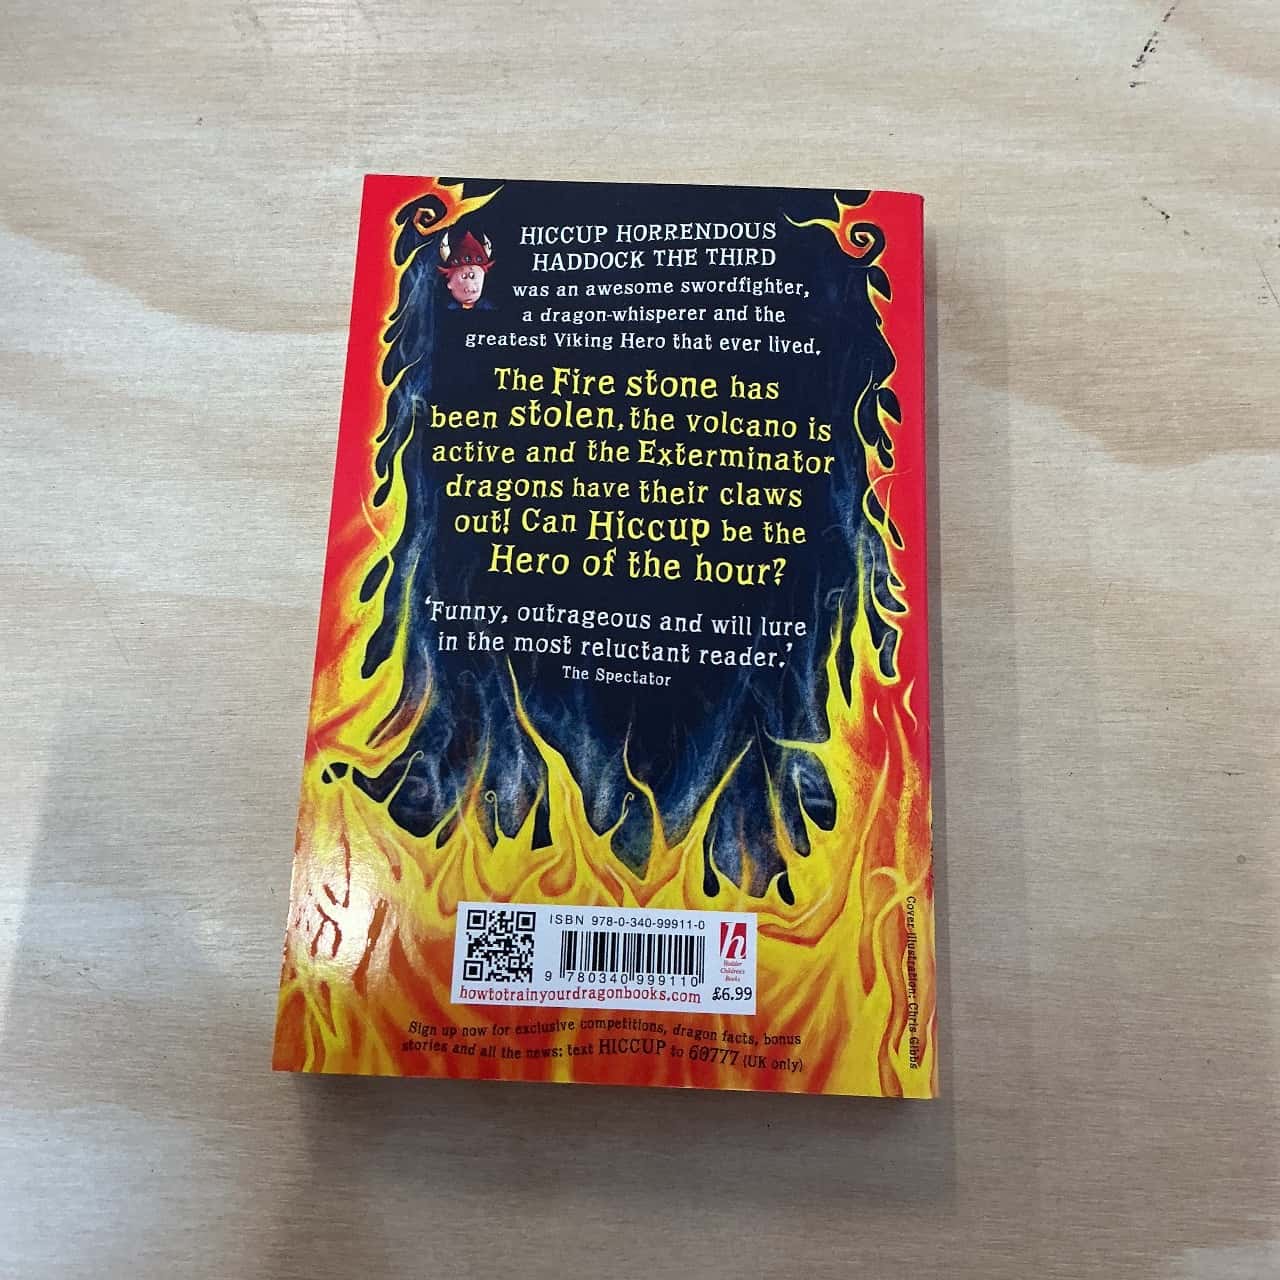 HICCUP HORRENDOUS
HADDOCK THE THIRD
was an awesome swordfighter,
a dragon-whisperer and the
greatest Viking Hero that ever lived.
The Fire stone has
been stolen, the volcano is
active and the Exterminator
dragons have their claws
out! Can Hiccup be the
Hero of the hour?
'Funny, outrageous and will lure
in the most reluctant reader.'
The Spectator
ISBN 978-0-340-99911-0
9 780340 999110
h
Hodder
Children's
Books
howtotrainyourdragonbooks.com £6.99
Sign up now for exclusive competitions, dragon facts, bonus
stories and all the news: text HICCUP to 60777 (UK only)
Cover Illustration: Chris Gibbs